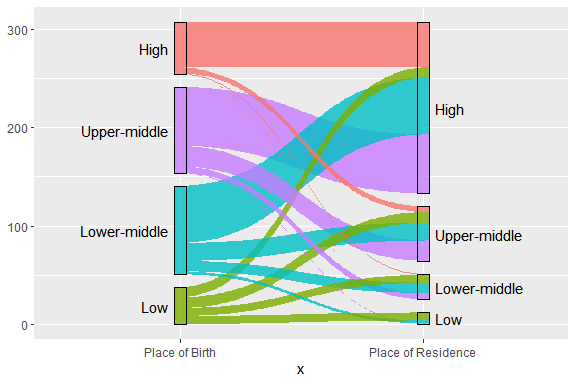 300
200
100
0
High
Upper-middle
Lower-middle
Low
High
Upper-middle
Lower-middle
Low
Place of Birth
Place of Residence
x